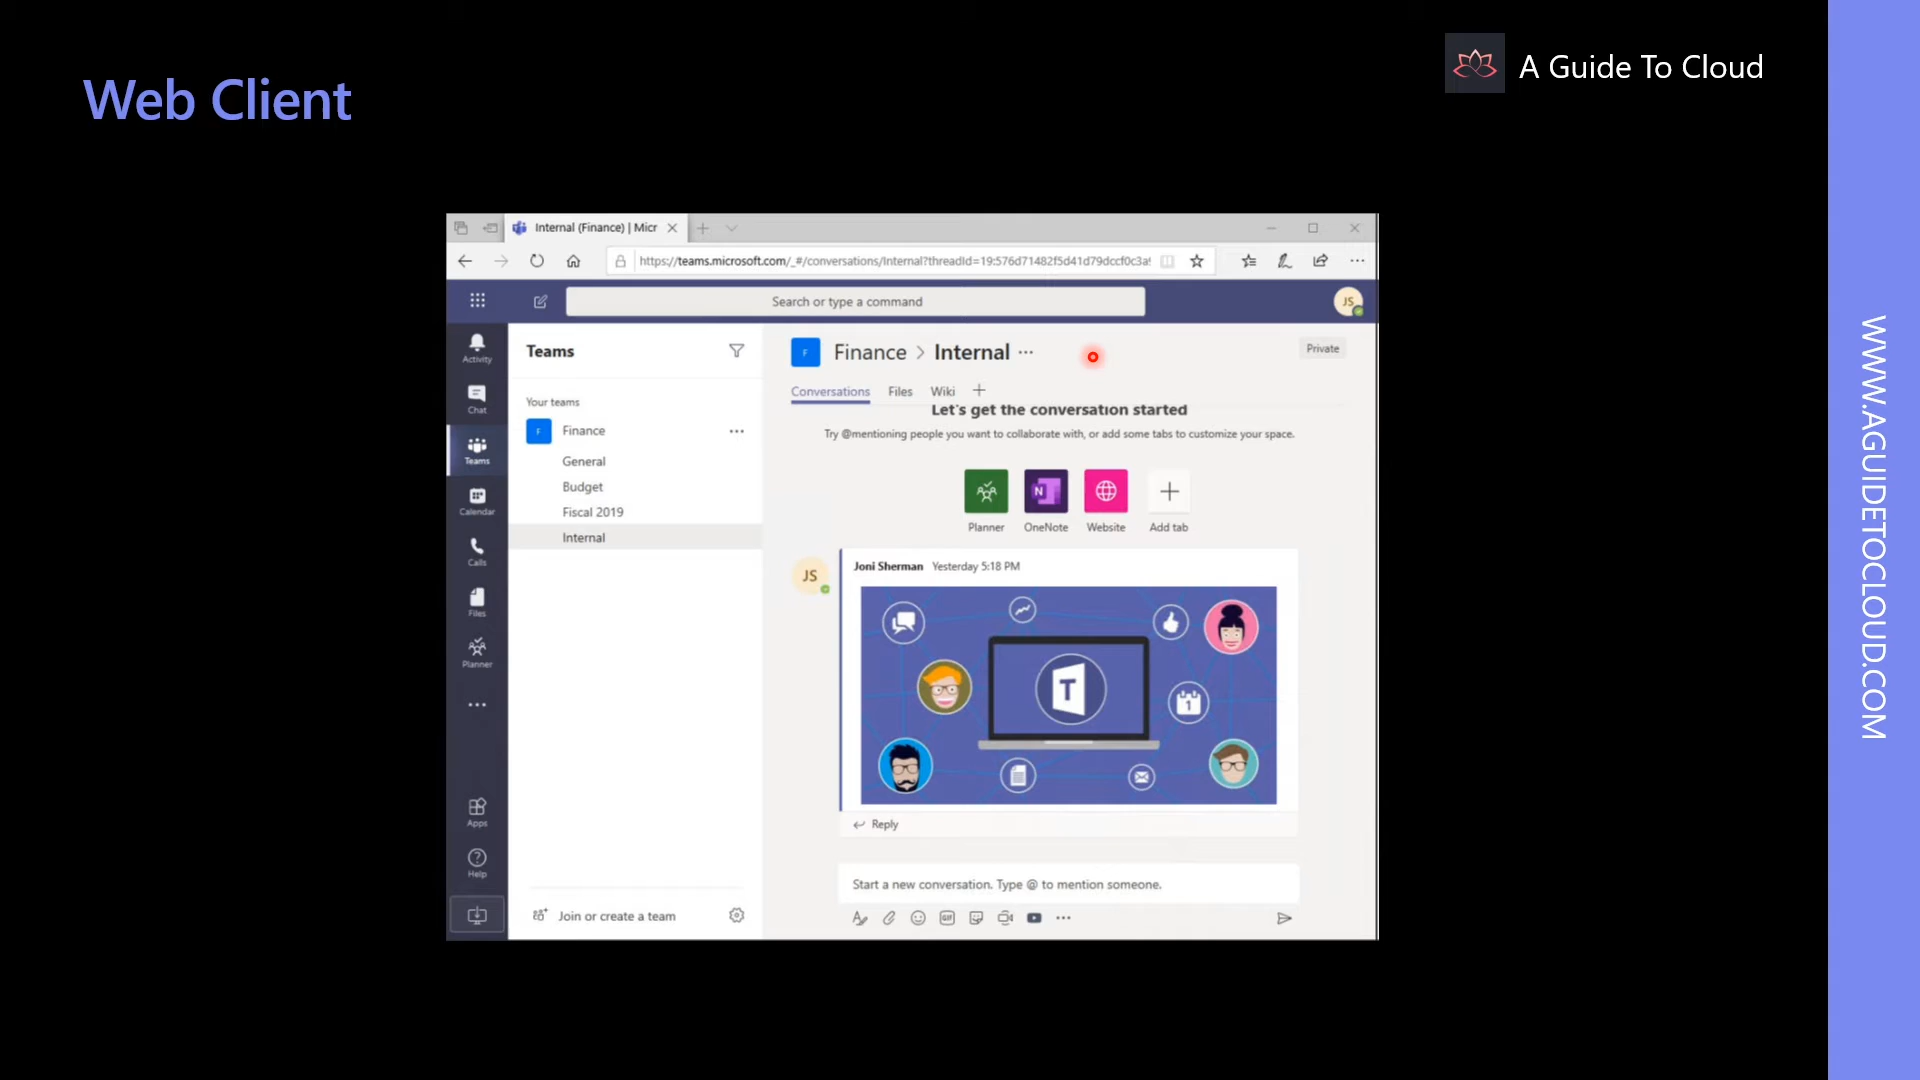 Web Client
A Guide To Cloud
WWW.AGUIDETOCLOUD.COM
Internal (Finance) | Micr
https://teams.microsoft.com/_#/conversations/Internal?threadId=19:576d71482f5d41d79dccf0c3a
Search or type a command
JS
Activity
Chat
Teams
Calendar
Calls
Files
Planner
Apps
Help
Teams
Your teams
F Finance
General
Budget
Fiscal 2019
Internal
Join or create a team
F Finance > Internal
Private
Conversations Files Wiki
Let's get the conversation started
Try @mentioning people you want to collaborate with, or add some tabs to customize your space.
N
Planner OneNote Website Add tab
JS
Joni Sherman Yesterday 5:18 PM
T
1
Reply
Start a new conversation. Type @ to mention someone.
GIF